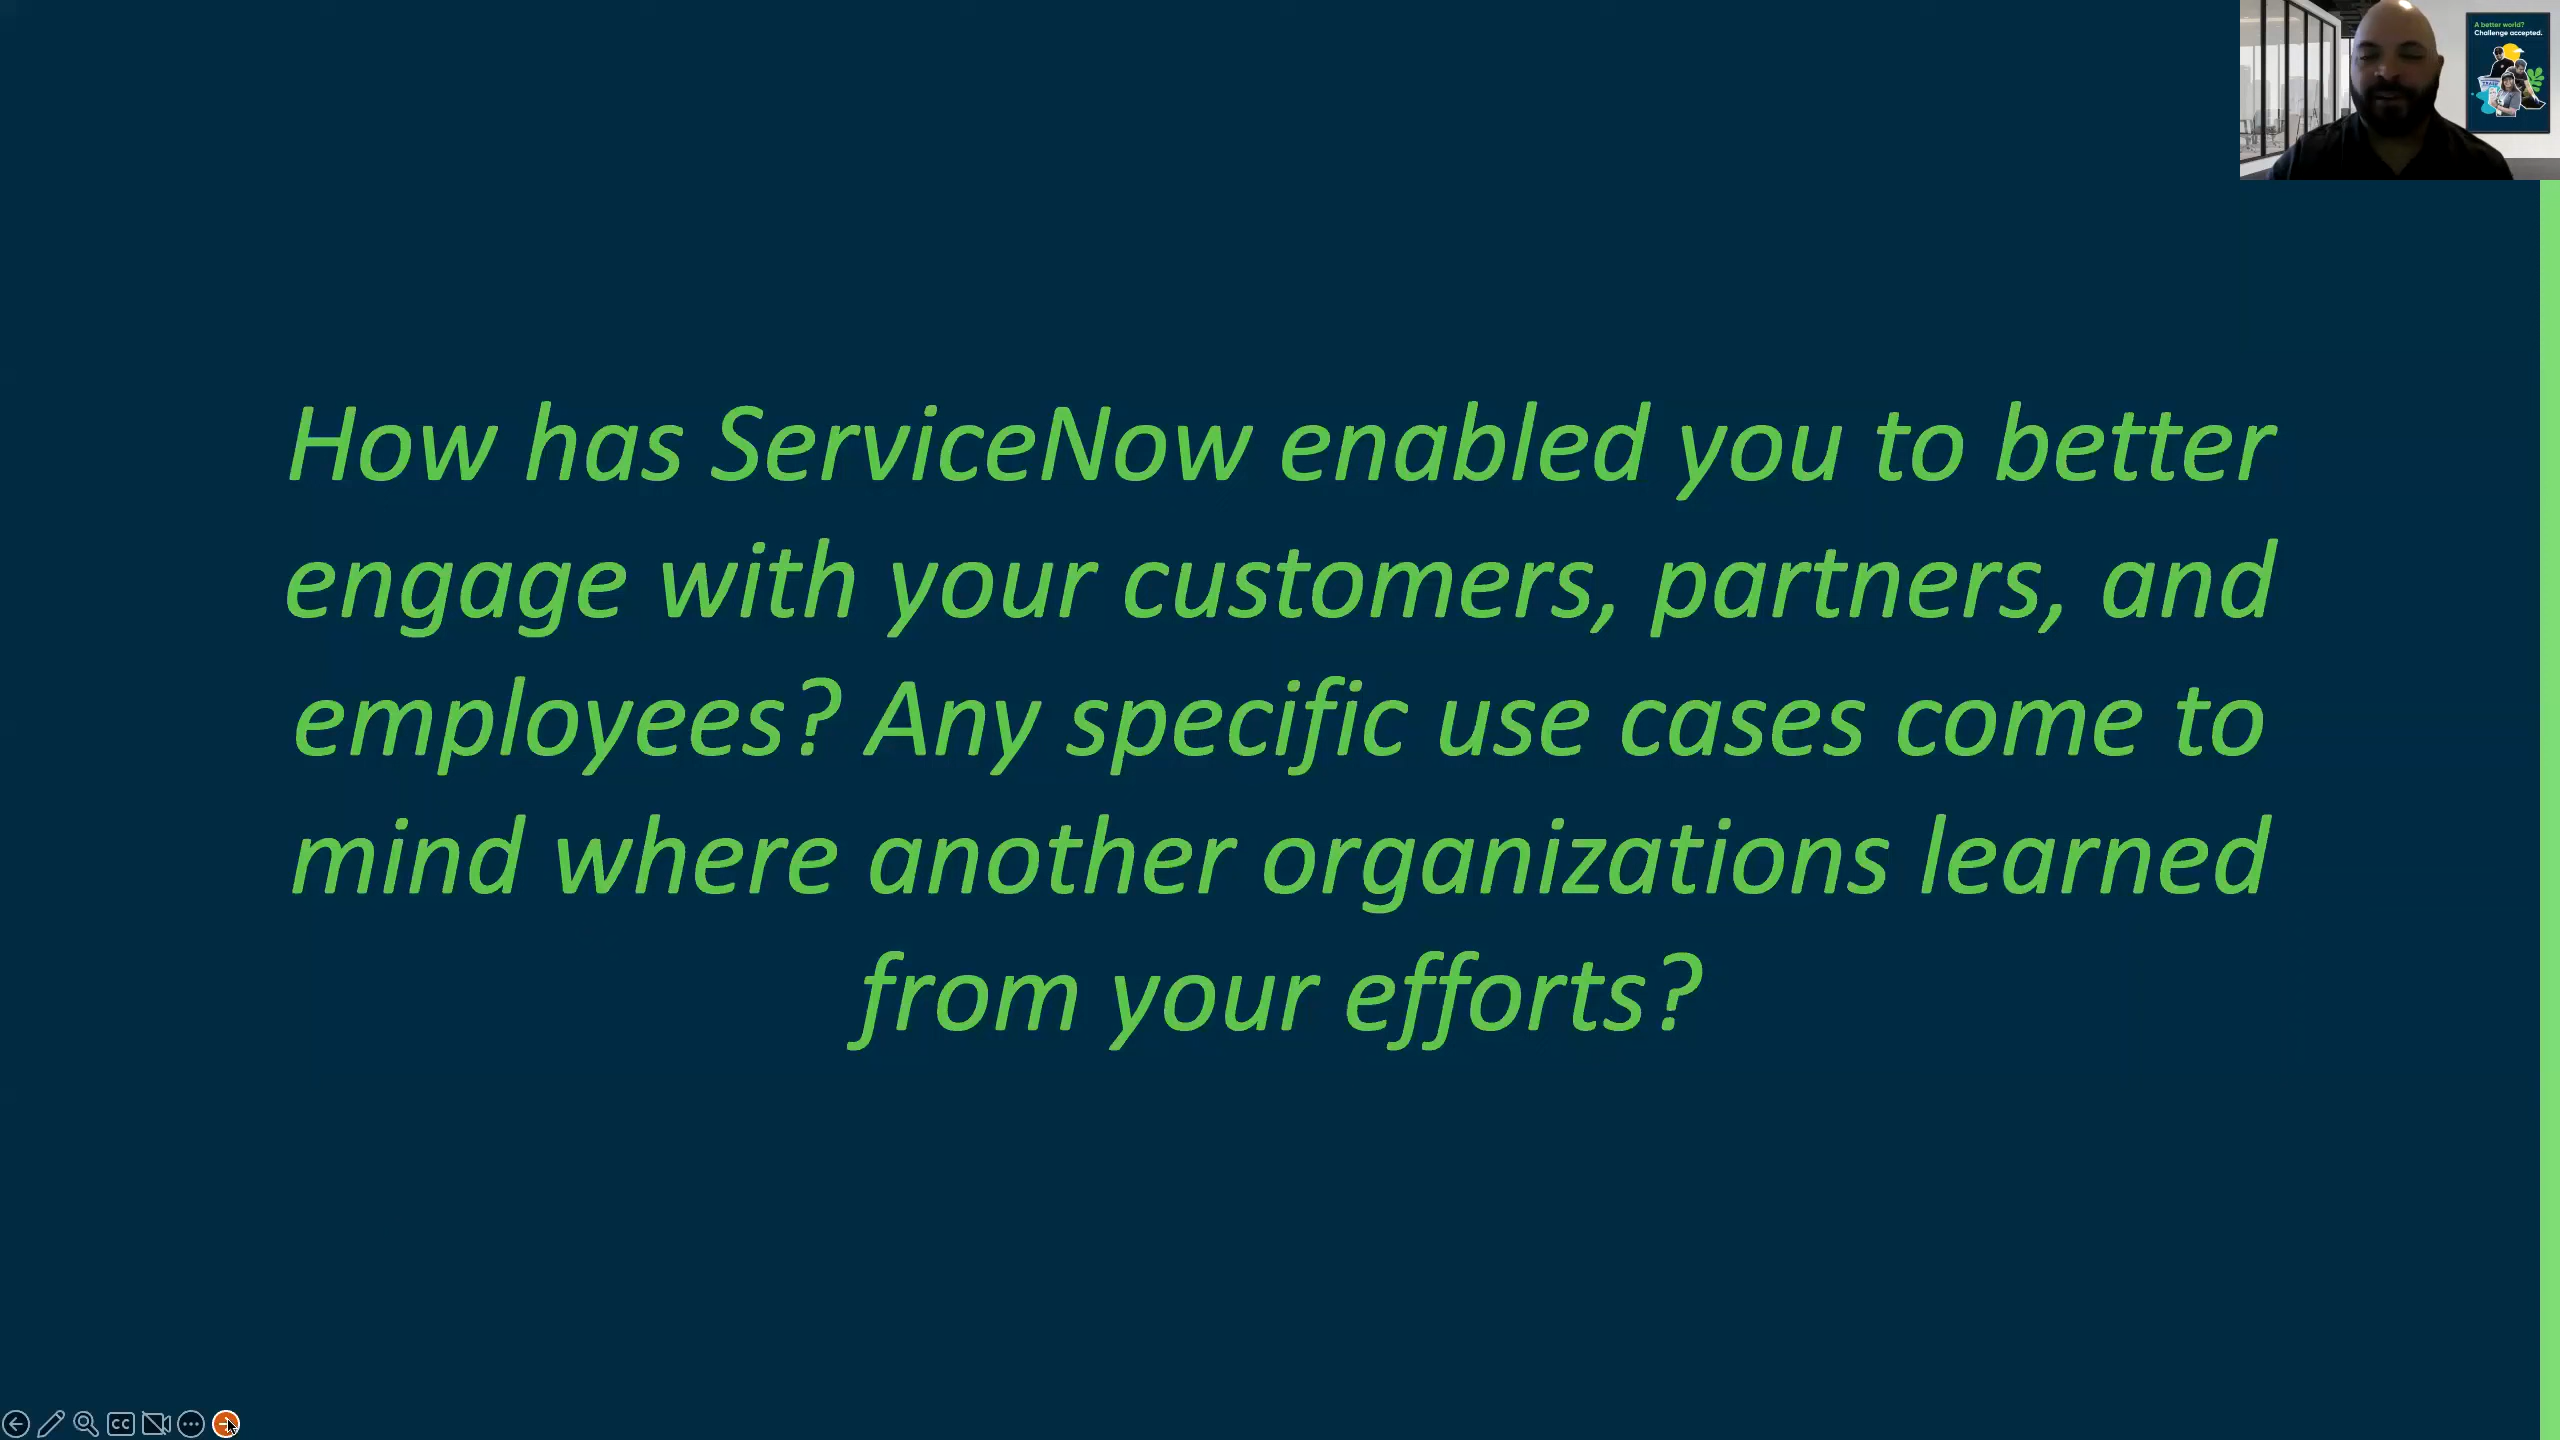 A better world?
Challenge accepted.
How has ServiceNow enabled you to better
engage with your customers, partners, and
employees? Any specific use cases come to
mind where another organizations learned
from your efforts?
CC